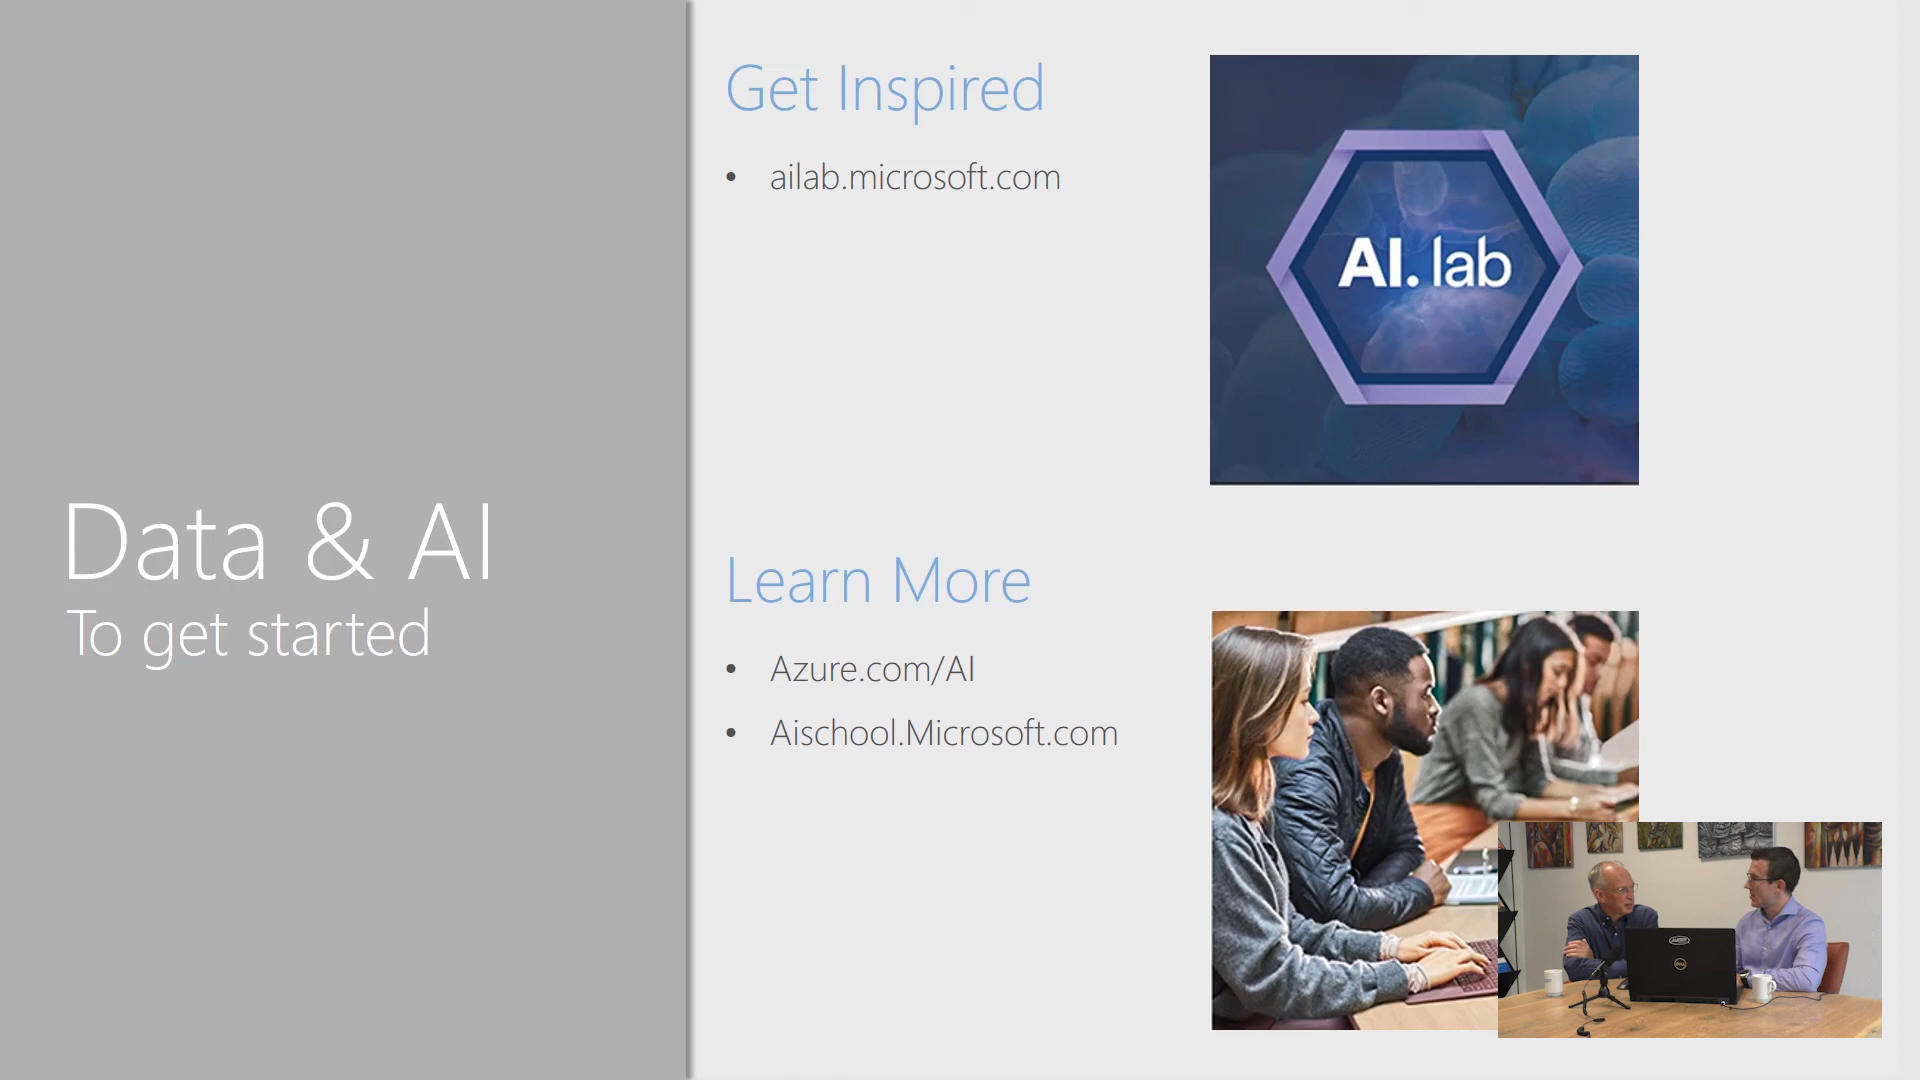 Data & AI
To get started
Get Inspired
• ailab.microsoft.com
AI. lab
Learn More
• Azure.com/AI
• Aischool.Microsoft.com
DELL